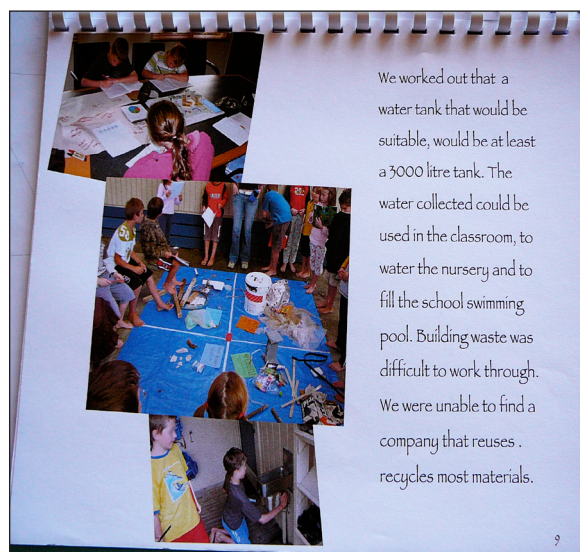 We worked out that a
water tank that would be
suitable, would be at least
a 3000 litre tank. The
water collected could be
used in the classroom, to
water the nursery and to
fill the school swimming
pool. Building waste was
difficult to work through.
We were unable to find a
company that reuses .
recycles most materials.
9